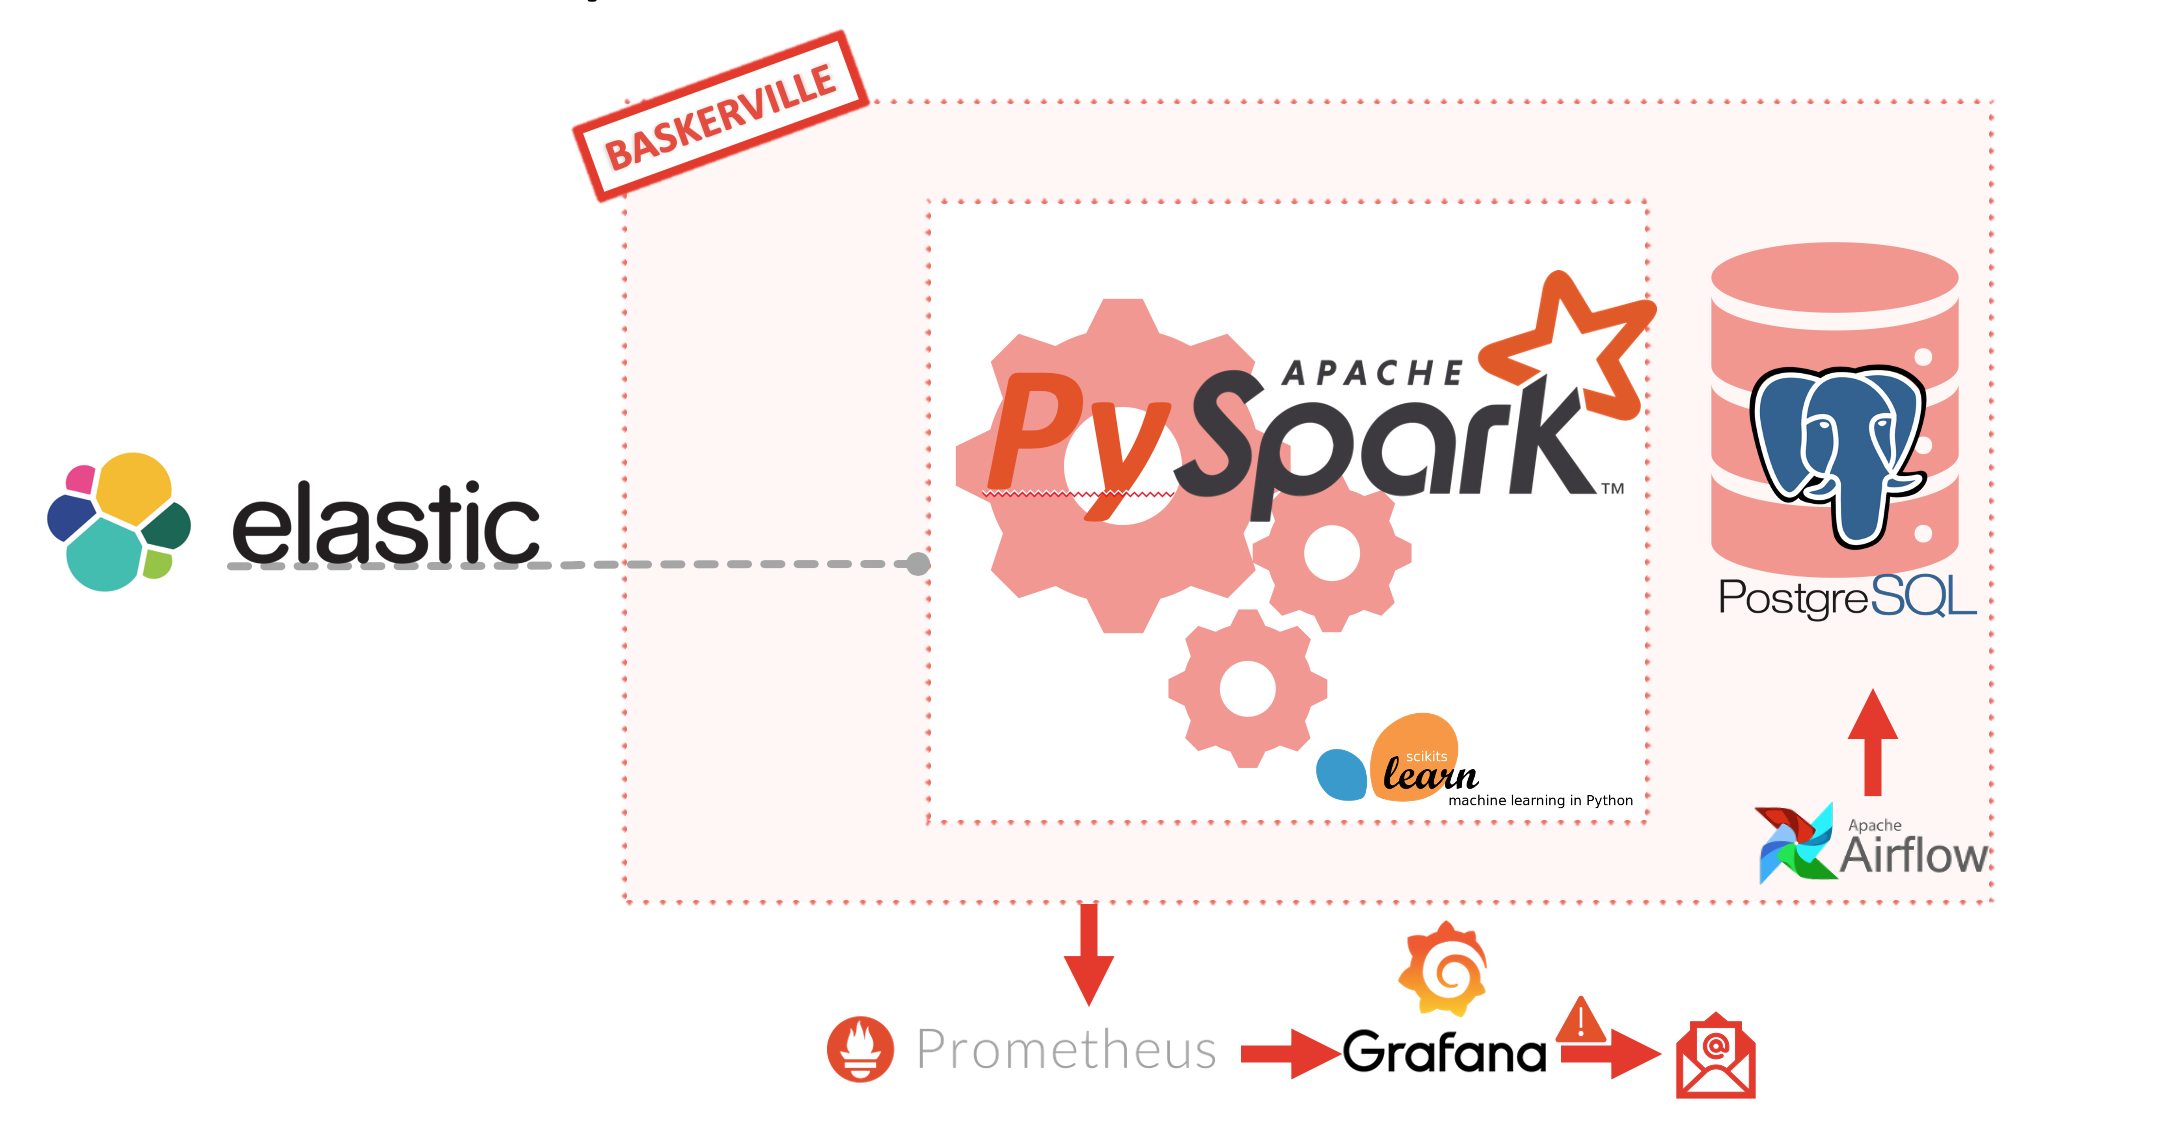 BASKERVILLE
elastic
APACHE
PySpark™
PostgreSQL
scikits
learn
machine learning in Python
Apache
Airflow
Prometheus
Grafana